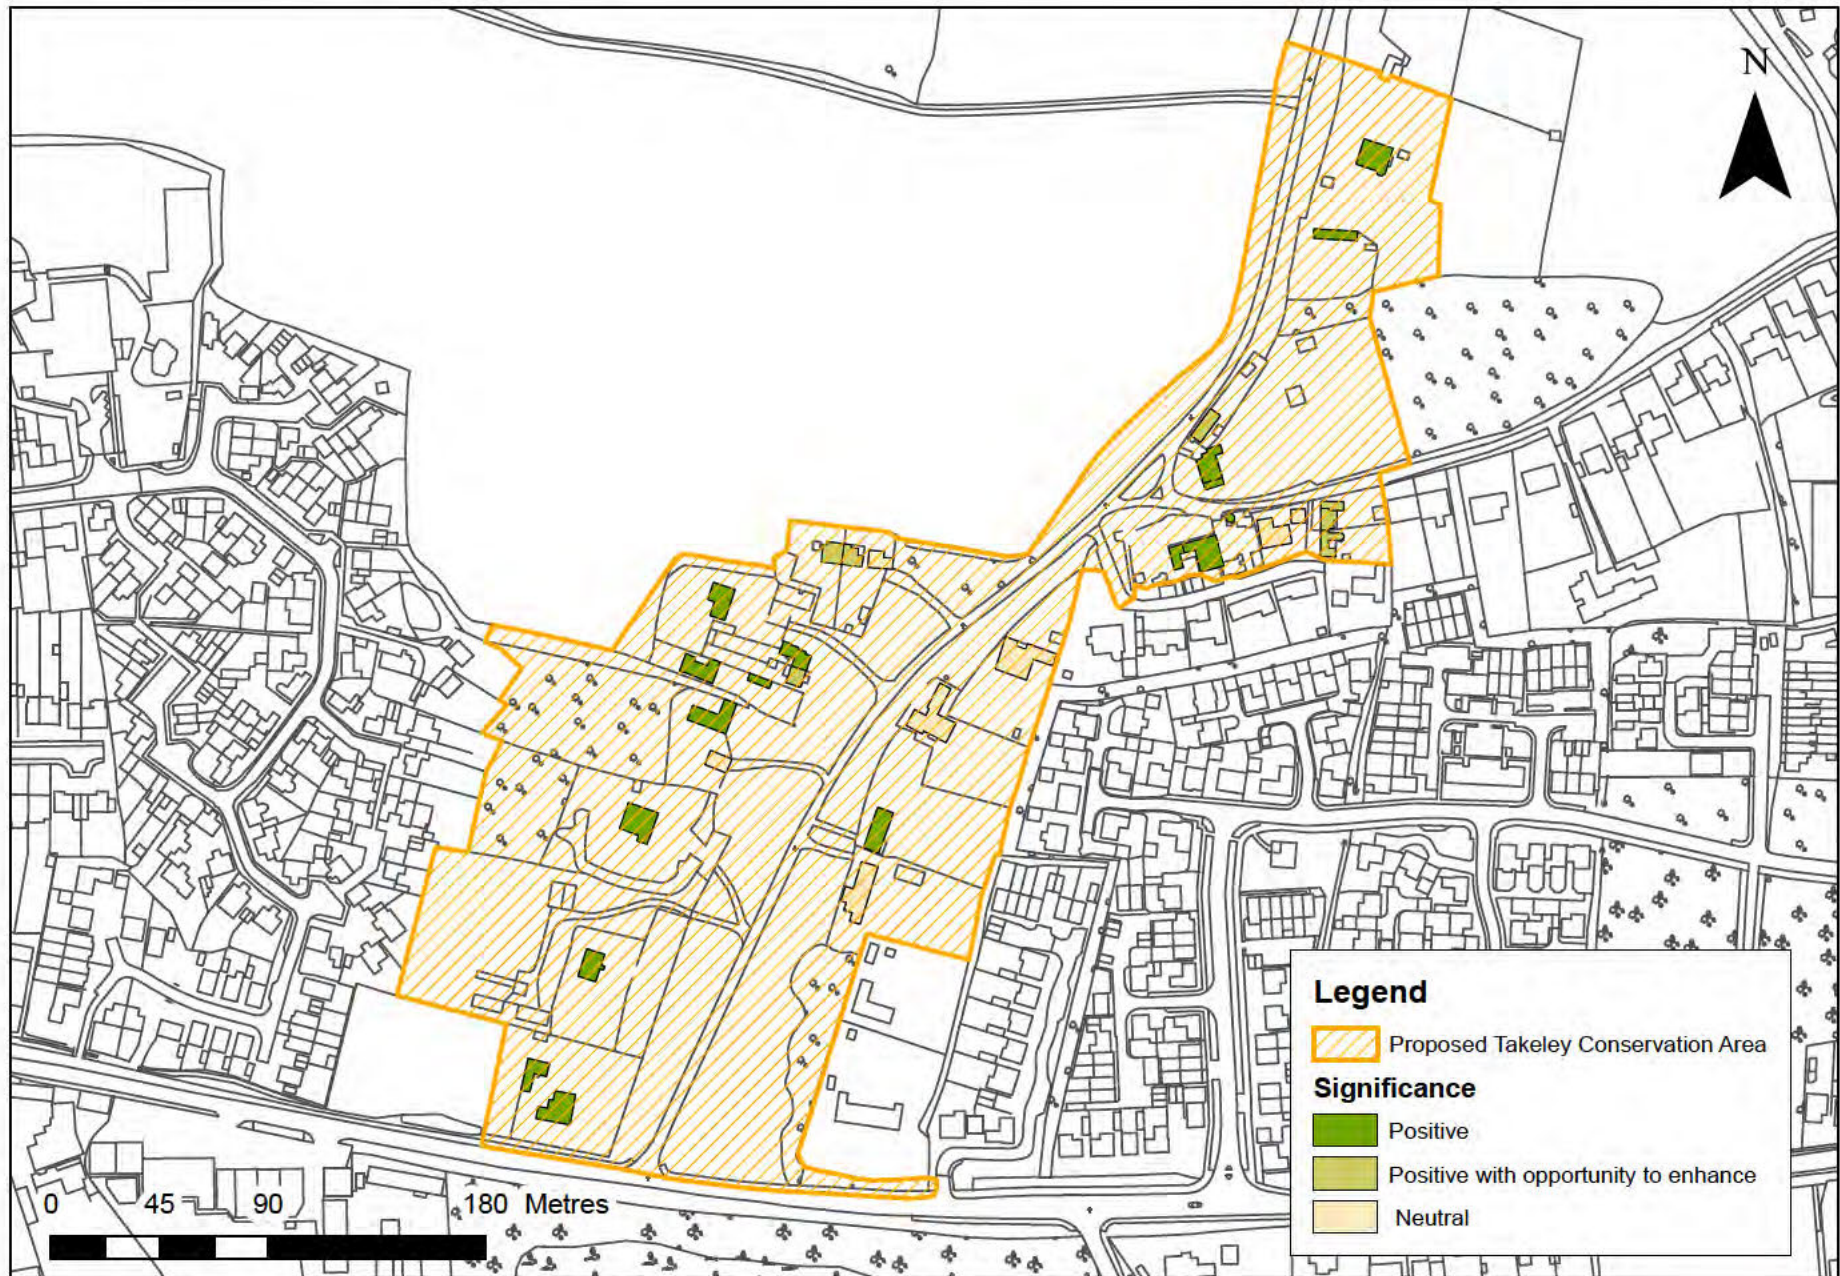 N
Legend
Proposed Takeley Conservation Area
Significance
Positive
Positive with opportunity to enhance
Neutral
0 45 90 180 Metres